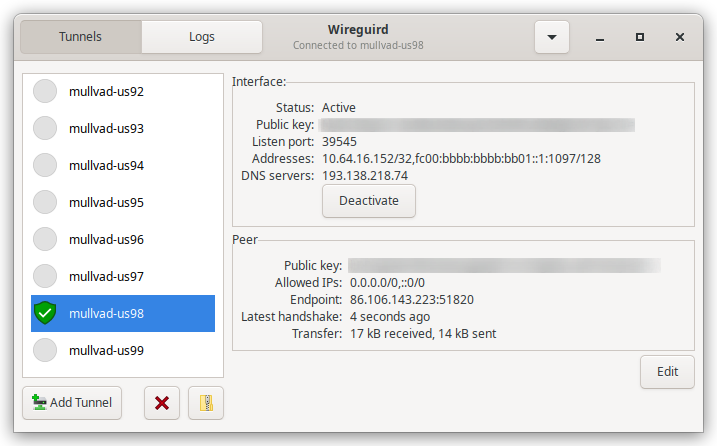 Tunnels
Logs
Wireguird
Connected to mullvad-us98
mullvad-us92
mullvad-us93
mullvad-us94
mullvad-us95
mullvad-us96
mullvad-us97
mullvad-us98
mullvad-us99
Add Tunnel
Interface:
Status: Active
Public key:
Listen port: 39545
Addresses: 10.64.16.152/32,fc00:bbbb:bbbb:bb01::1:1097/128
DNS servers: 193.138.218.74
Deactivate
Peer
Public key:
Allowed IPs: 0.0.0.0/0,::0/0
Endpoint: 86.106.143.223:51820
Latest handshake: 4 seconds ago
Transfer: 17 kB received, 14 kB sent
Edit